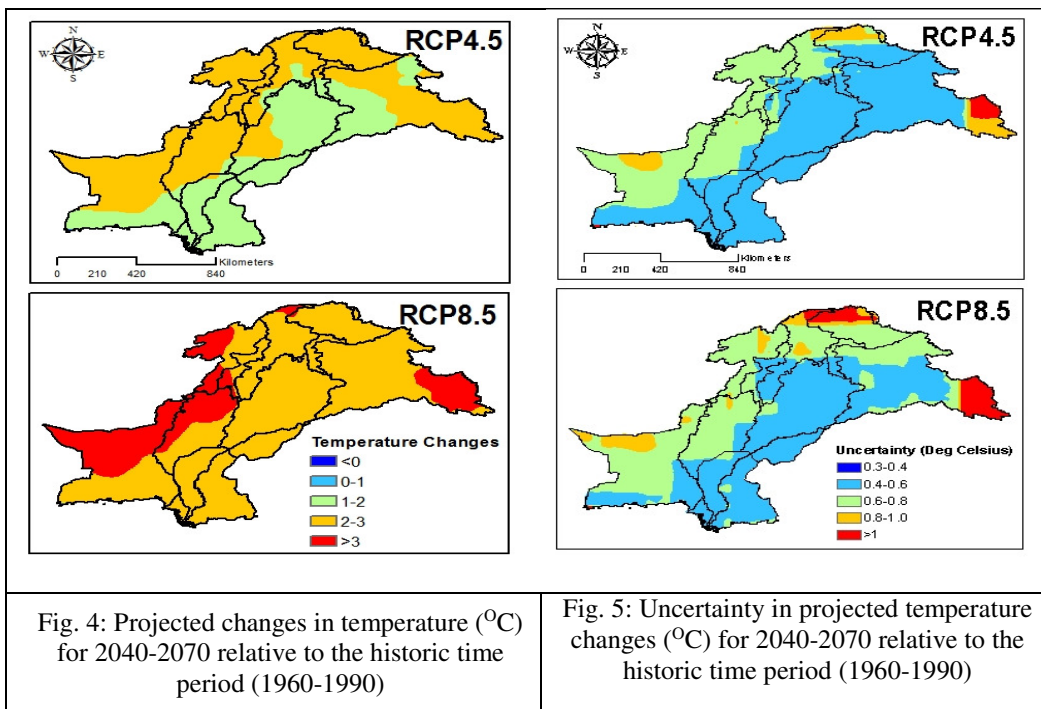 RCP4.5
N
W E
S
Kilometers
0 210 420 840
RCP8.5
Temperature Changes
<0
0-1
1-2
2-3
>3
RCP4.5
N
W E
S
Kilometers
0 210 420 840
RCP8.5
Uncertainty (Deg Celsius)
0.3-0.4
0.4-0.6
0.6-0.8
0.8-1.0
>1
Fig. 4: Projected changes in temperature (ᴼC)
for 2040-2070 relative to the historic time
period (1960-1990)
Fig. 5: Uncertainty in projected temperature
changes (ᴼC) for 2040-2070 relative to the
historic time period (1960-1990)